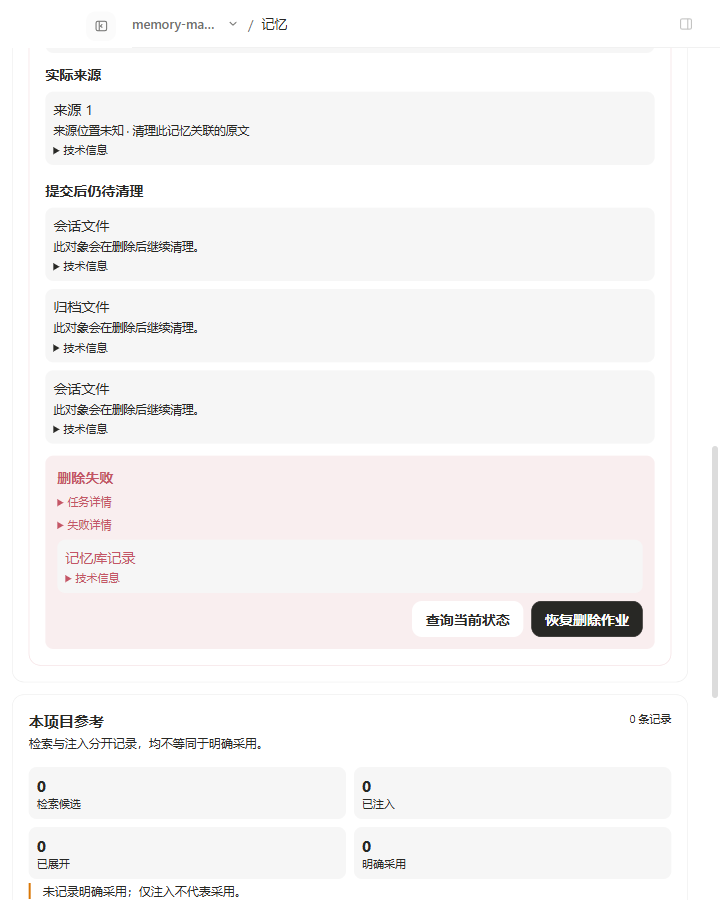 memory-ma... / 记忆
实际来源
来源 1
来源位置未知 · 清理此记忆关联的原文
▶ 技术信息
提交后仍待清理
会话文件
此对象会在删除后继续清理。
▶ 技术信息
归档文件
此对象会在删除后继续清理。
▶ 技术信息
会话文件
此对象会在删除后继续清理。
▶ 技术信息
删除失败
▶ 任务详情
▶ 失败详情
记忆库记录
▶ 技术信息
查询当前状态 恢复删除作业
本项目参考 0 条记录
检索与注入分开记录，均不等同于明确采用。
0 0
检索候选 已注入
0 0
已展开 明确采用
未记录明确采用；仅注入不代表采用。